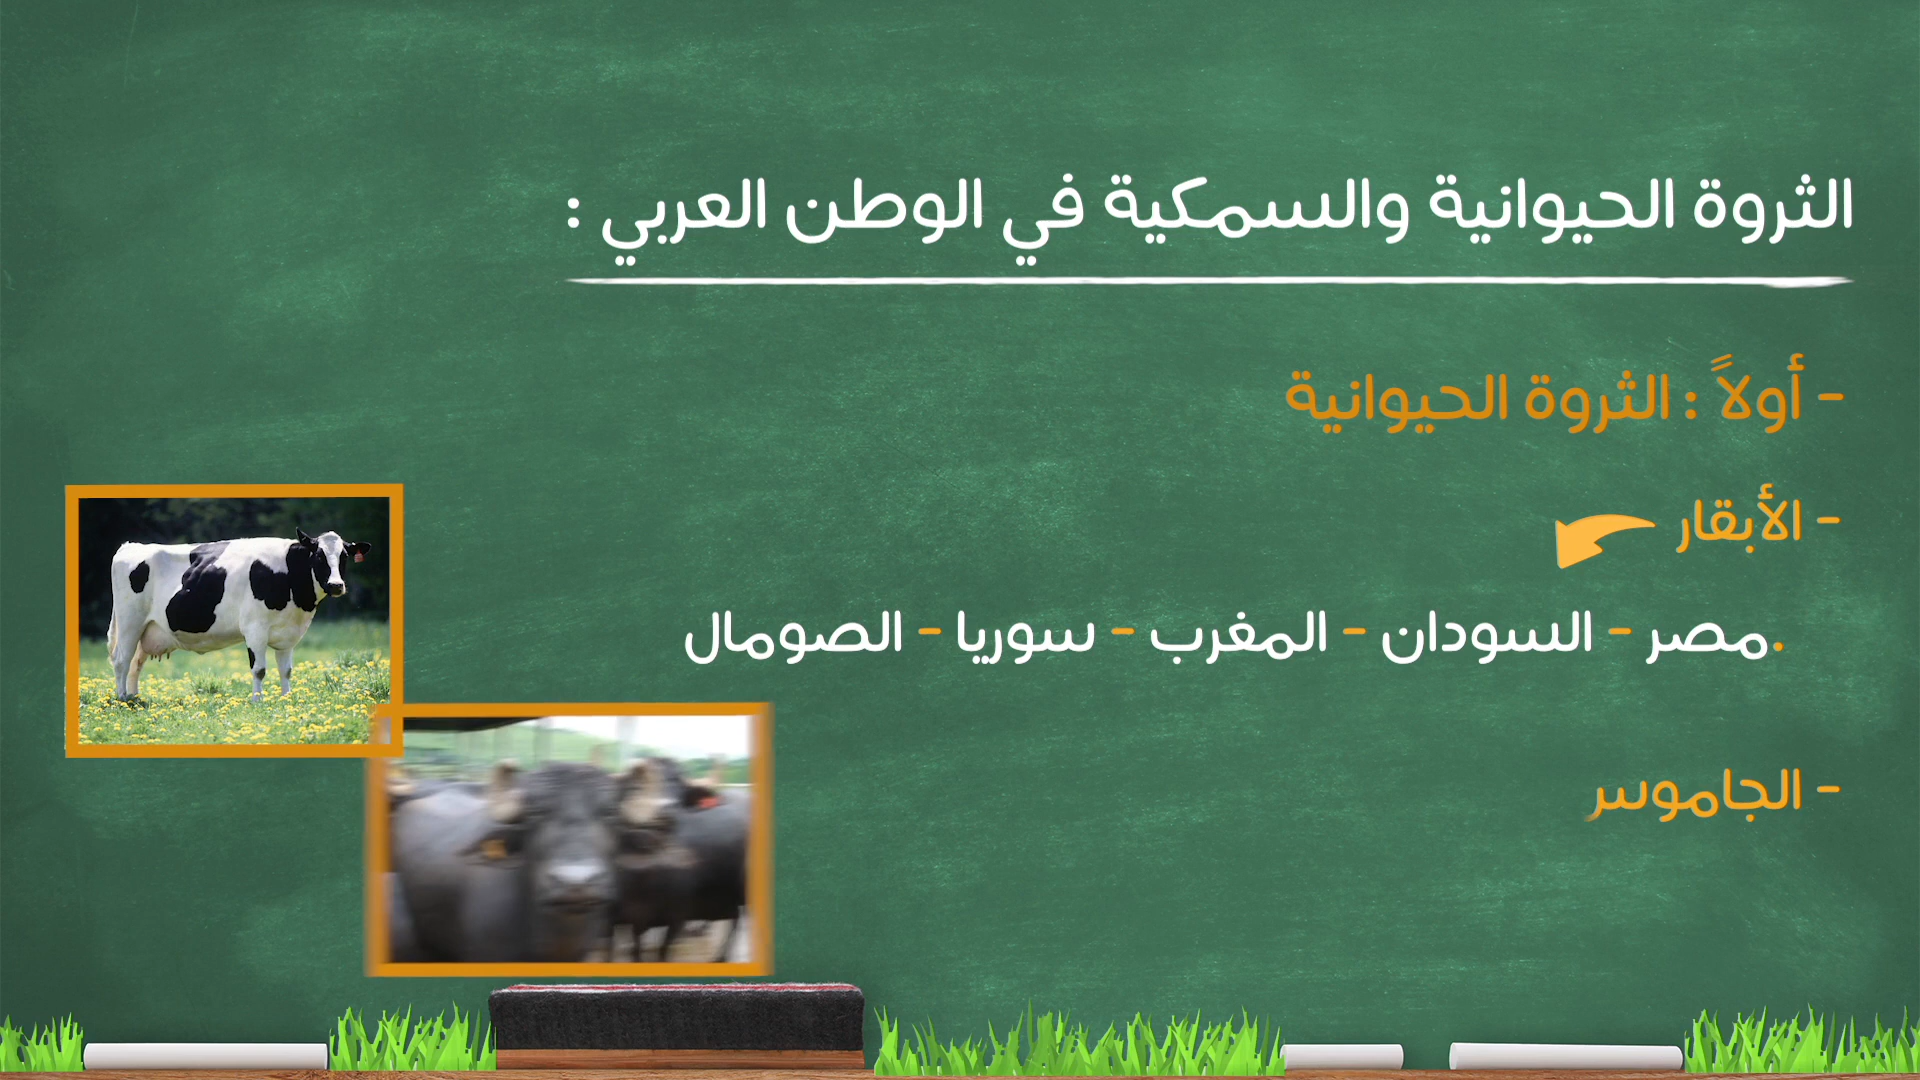 الثروة الحيوانية والسمكية في الوطن العربي :
- أولاً : الثروة الحيوانية
- الأبقار
.مصر - السودان - المغرب - سوريا - الصومال
- الجاموس